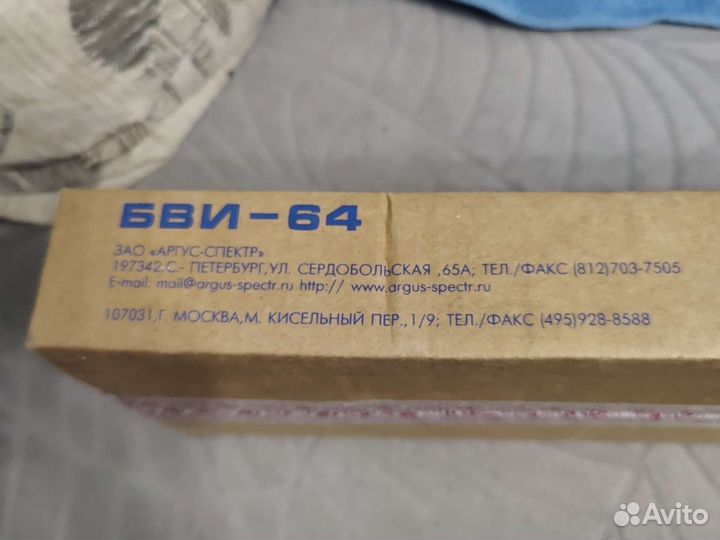 БВИ-64
ЗАО «АРГУС-СПЕКТР»
197342,С.- ПЕТЕРБУРГ,УЛ. СЕРДОБОЛЬСКАЯ ,65А; ТЕЛ./ФАКС (812)703-7505
E-mail: mail@argus-spectr.ru http:// www.argus-spectr.ru
107031,Г. МОСКВА,М. КИСЕЛЬНЫЙ ПЕР.,1/9; ТЕЛ./ФАКС (495)928-8588
Avito